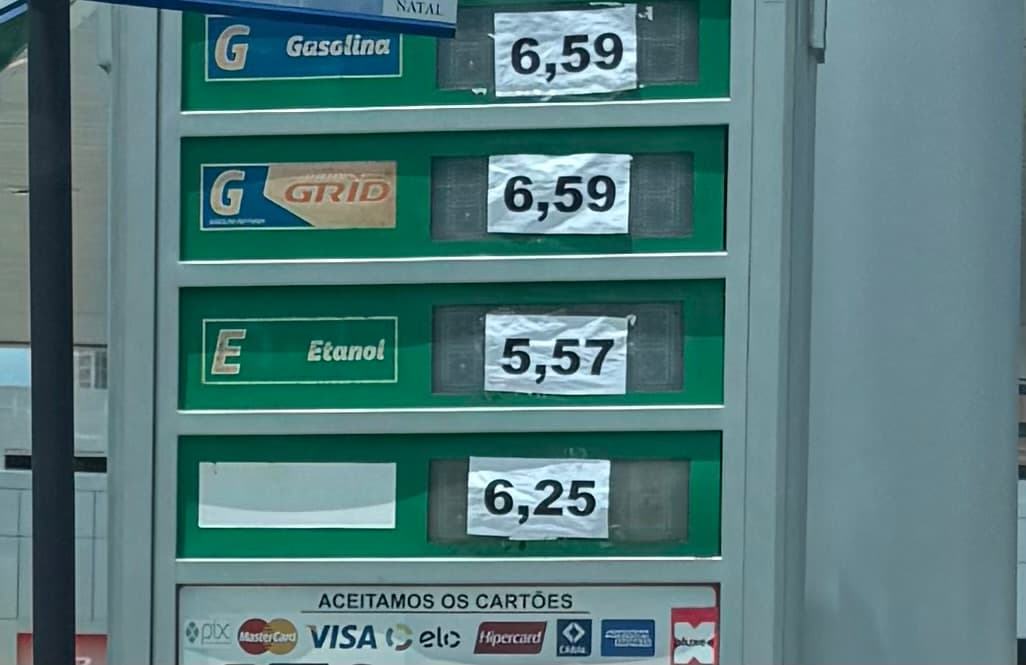 NATAL
G Gasolina 6,59
G GRID 6,59
E Etanol 5,57
6,25
ACEITAMOS OS CARTÕES
pix MasterCard VISA elo Hipercard